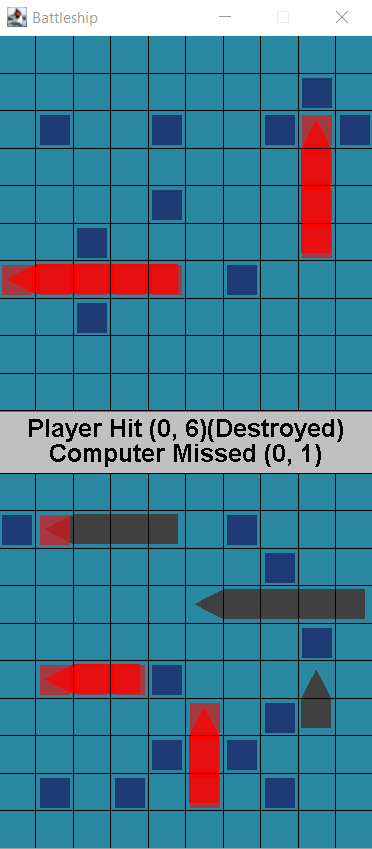 Battleship
Player Hit (0, 6)(Destroyed)
Computer Missed (0, 1)